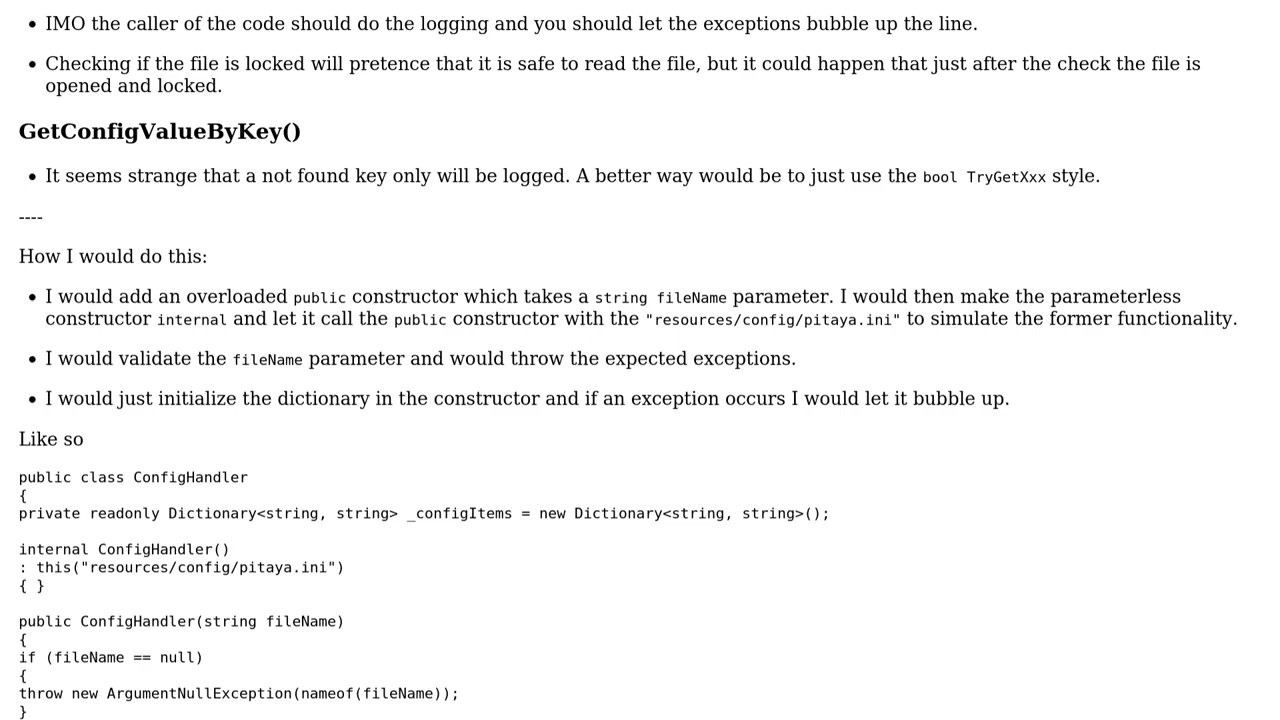 • IMO the caller of the code should do the logging and you should let the exceptions bubble up the line.
• Checking if the file is locked will pretence that it is safe to read the file, but it could happen that just after the check the file is
opened and locked.
GetConfigValueByKey()
• It seems strange that a not found key only will be logged. A better way would be to just use the bool TryGetXxx style.
----
How I would do this:
• I would add an overloaded public constructor which takes a string fileName parameter. I would then make the parameterless
constructor internal and let it call the public constructor with the "resources/config/pitaya.ini" to simulate the former functionality.
• I would validate the fileName parameter and would throw the expected exceptions.
• I would just initialize the dictionary in the constructor and if an exception occurs I would let it bubble up.
Like so
public class ConfigHandler
{
private readonly Dictionary<string, string> _configItems = new Dictionary<string, string>();
internal ConfigHandler()
: this("resources/config/pitaya.ini")
{ }
public ConfigHandler(string fileName)
{
if (fileName == null)
{
throw new ArgumentNullException(nameof(fileName));
}